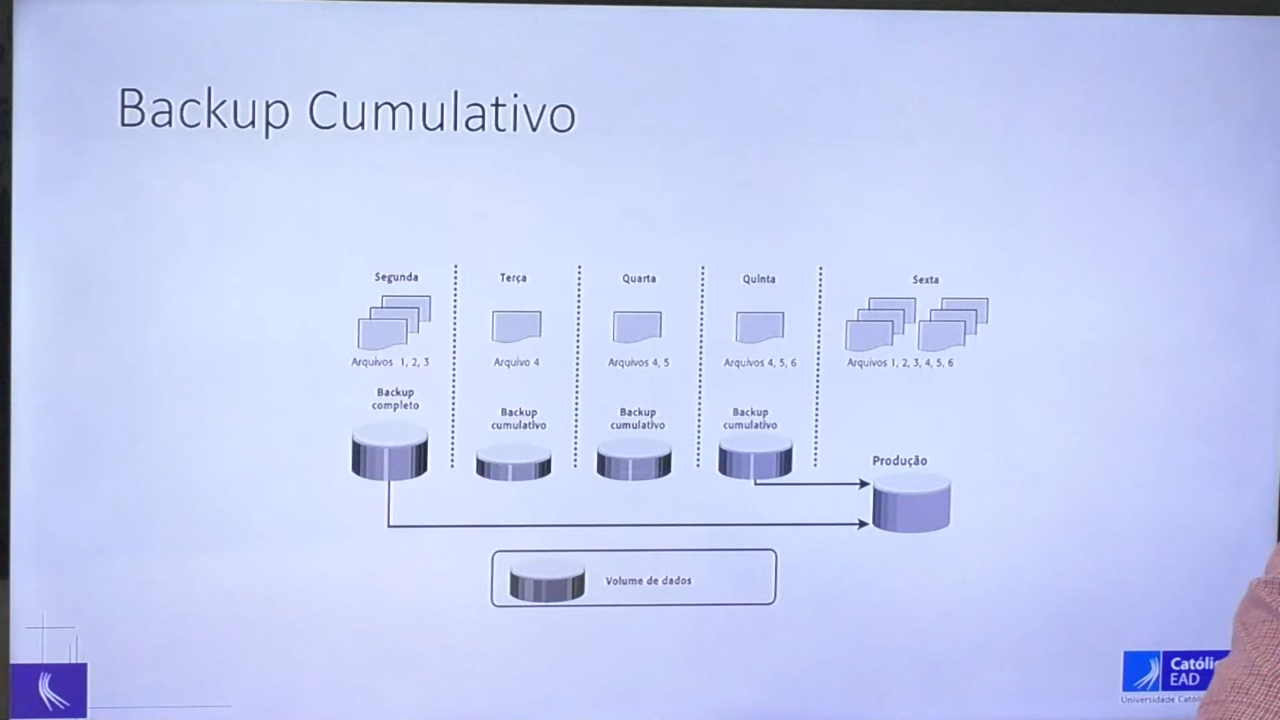 Backup Cumulativo
Segunda
Terça
Quarta
Quinta
Sexta
Arquivos 1, 2, 3
Arquivo 4
Arquivos 4, 5
Arquivos 4, 5, 6
Arquivos 1, 2, 3, 4, 5, 6
Backup
completo
Backup
cumulativo
Backup
cumulativo
Backup
cumulativo
Produção
Volume de dados
EAD
Universidade